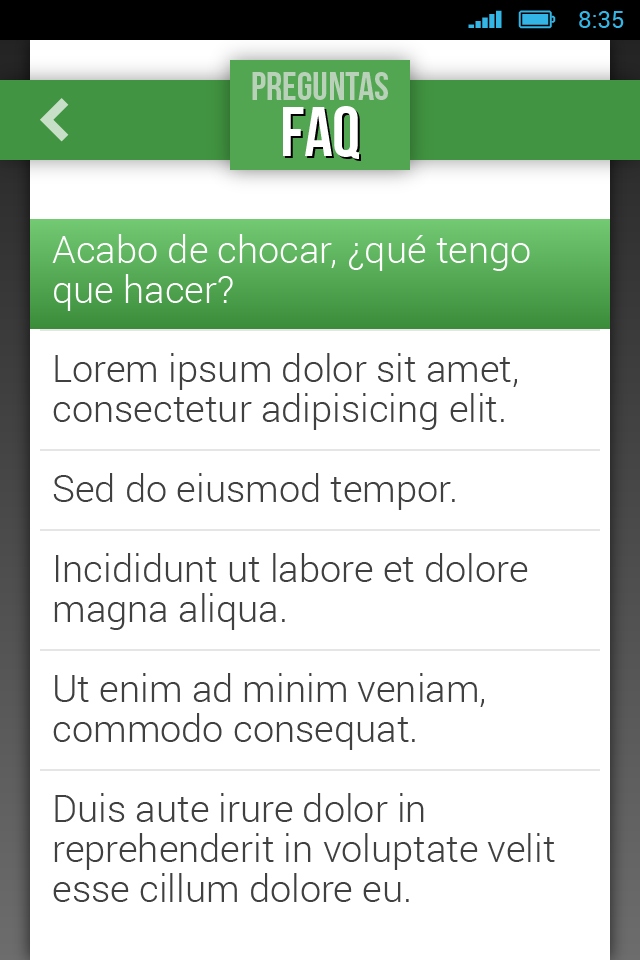 8:35
PREGUNTAS
FAQ
Acabo de chocar, ¿qué tengo
que hacer?
Lorem ipsum dolor sit amet,
consectetur adipisicing elit.
Sed do eiusmod tempor.
Incididunt ut labore et dolore
magna aliqua.
Ut enim ad minim veniam,
commodo consequat.
Duis aute irure dolor in
reprehenderit in voluptate velit
esse cillum dolore eu.